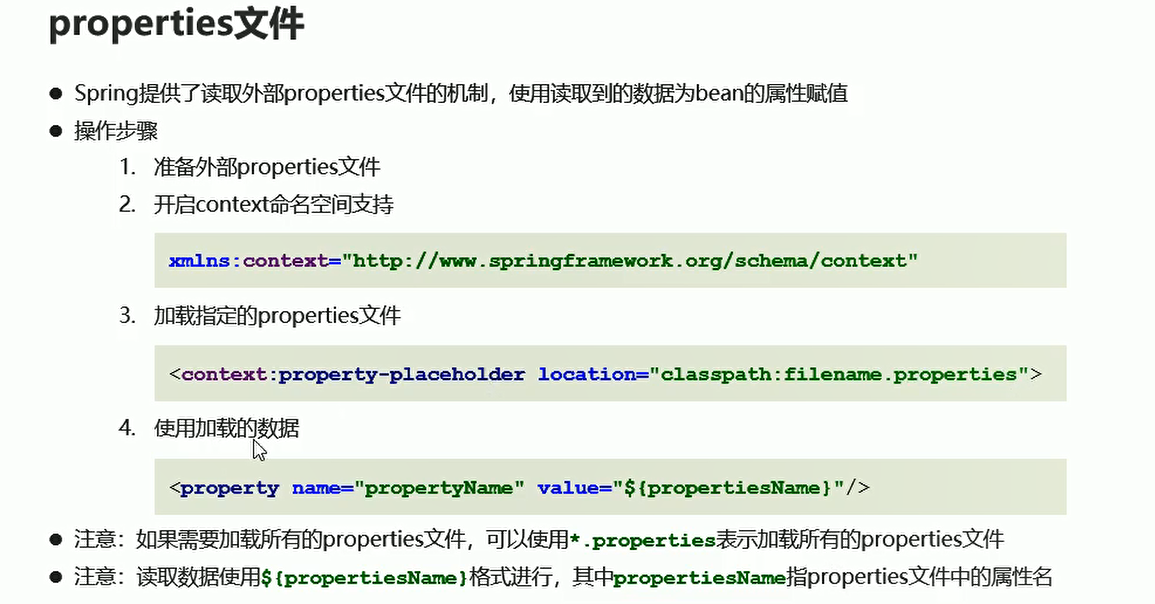 properties文件
● Spring提供了读取外部properties文件的机制，使用读取到的数据为bean的属性赋值
● 操作步骤
1. 准备外部properties文件
2. 开启context命名空间支持
xmlns:context="http://www.springframework.org/schema/context"
3. 加载指定的properties文件
<context:property-placeholder location="classpath:filename.properties">
4. 使用加载的数据
<property name="propertyName" value="${propertiesName}"/>
● 注意：如果需要加载所有的properties文件，可以使用*.properties表示加载所有的properties文件
● 注意：读取数据使用${propertiesName}格式进行，其中propertiesName指properties文件中的属性名